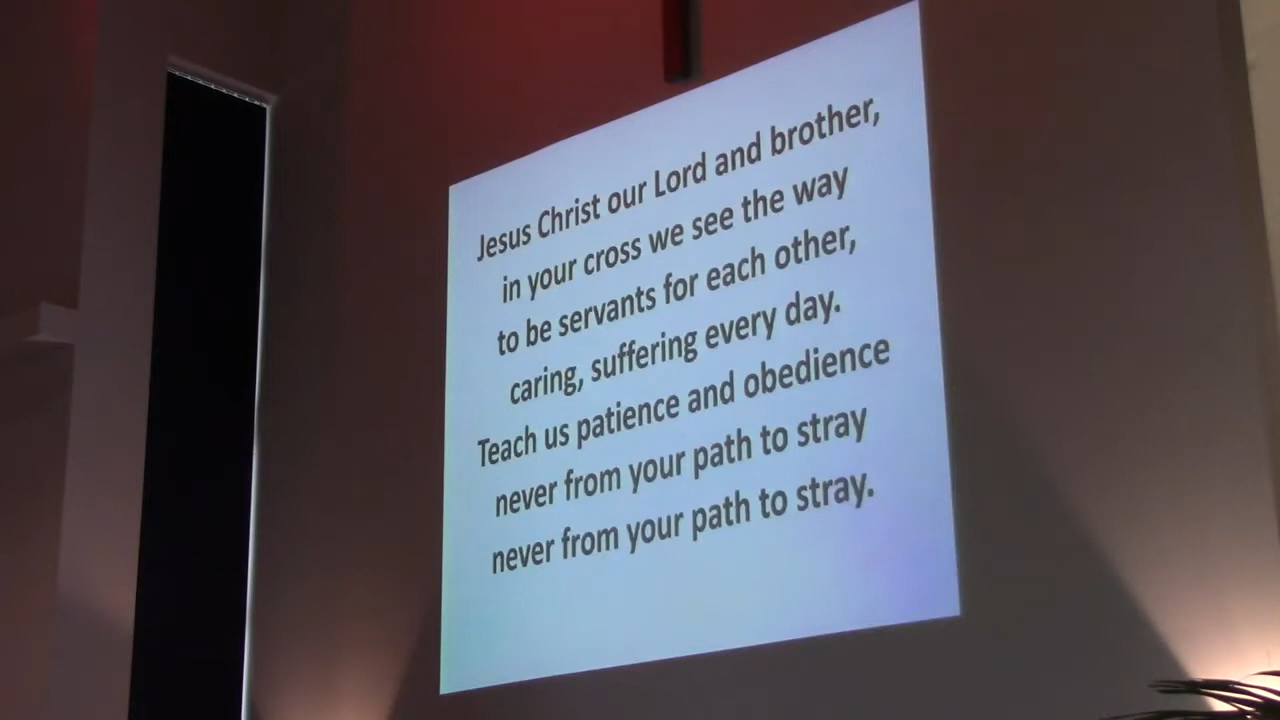 Jesus Christ our Lord and brother,
in your cross we see the way
to be servants for each other,
caring, suffering every day.
Teach us patience and obedience
never from your path to stray
never from your path to stray.